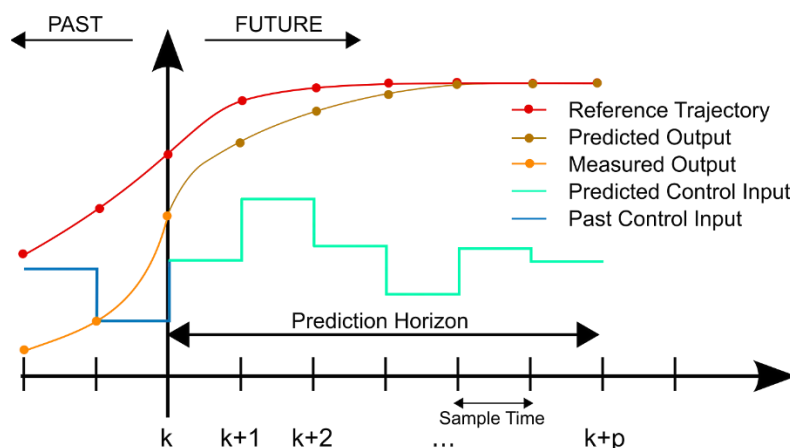 PAST
FUTURE
Reference Trajectory
Predicted Output
Measured Output
Predicted Control Input
Past Control Input
Prediction Horizon
Sample Time
k
k+1
k+2
...
k+p